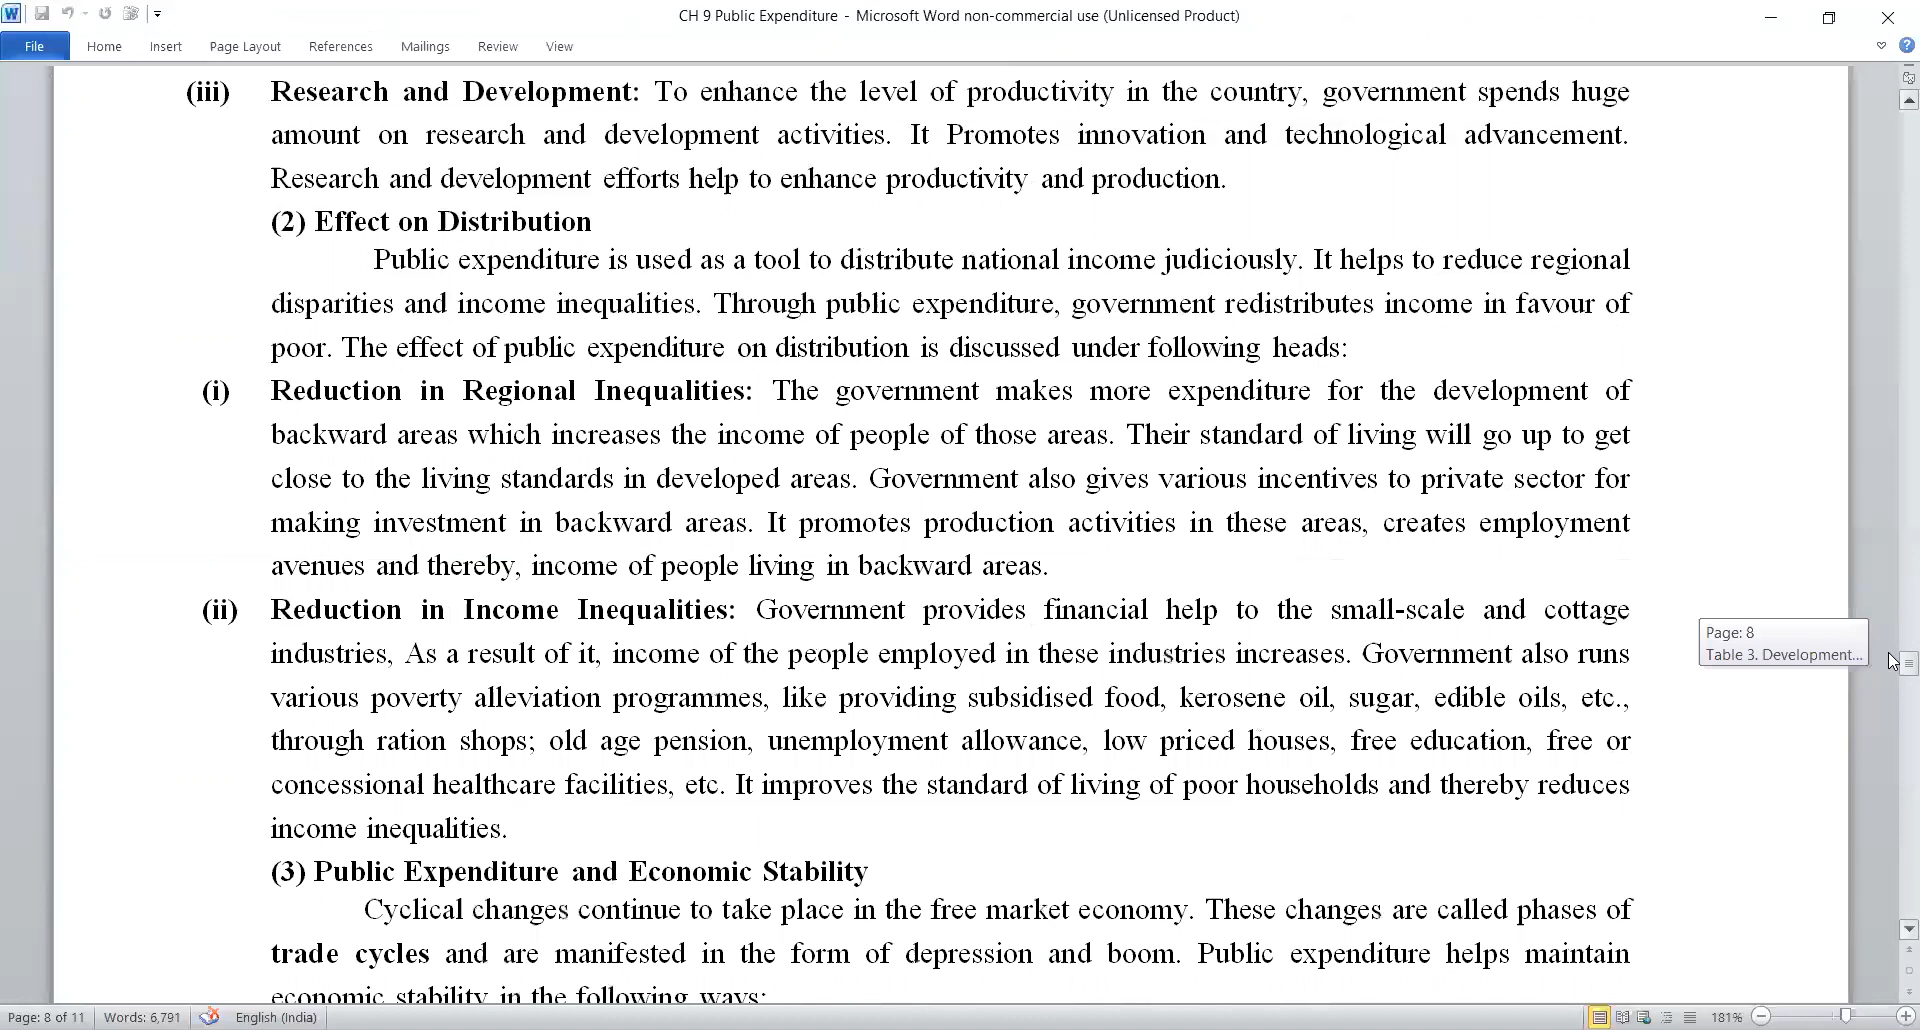 CH 9 Public Expenditure - Microsoft Word non-commercial use (Unlicensed Product)
File Home Insert Page Layout References Mailings Review View
(iii) Research and Development: To enhance the level of productivity in the country, government spends huge
amount on research and development activities. It Promotes innovation and technological advancement.
Research and development efforts help to enhance productivity and production.
(2) Effect on Distribution
Public expenditure is used as a tool to distribute national income judiciously. It helps to reduce regional
disparities and income inequalities. Through public expenditure, government redistributes income in favour of
poor. The effect of public expenditure on distribution is discussed under following heads:
(i) Reduction in Regional Inequalities: The government makes more expenditure for the development of
backward areas which increases the income of people of those areas. Their standard of living will go up to get
close to the living standards in developed areas. Government also gives various incentives to private sector for
making investment in backward areas. It promotes production activities in these areas, creates employment
avenues and thereby, income of people living in backward areas.
(ii) Reduction in Income Inequalities: Government provides financial help to the small-scale and cottage
industries, As a result of it, income of the people employed in these industries increases. Government also runs
various poverty alleviation programmes, like providing subsidised food, kerosene oil, sugar, edible oils, etc.,
through ration shops; old age pension, unemployment allowance, low priced houses, free education, free or
concessional healthcare facilities, etc. It improves the standard of living of poor households and thereby reduces
income inequalities.
(3) Public Expenditure and Economic Stability
Cyclical changes continue to take place in the free market economy. These changes are called phases of
trade cycles and are manifested in the form of depression and boom. Public expenditure helps maintain
economic stability in the following ways:
Page: 8
Table 3. Development...
Page: 8 of 11 Words: 6,791 English (India) 181%